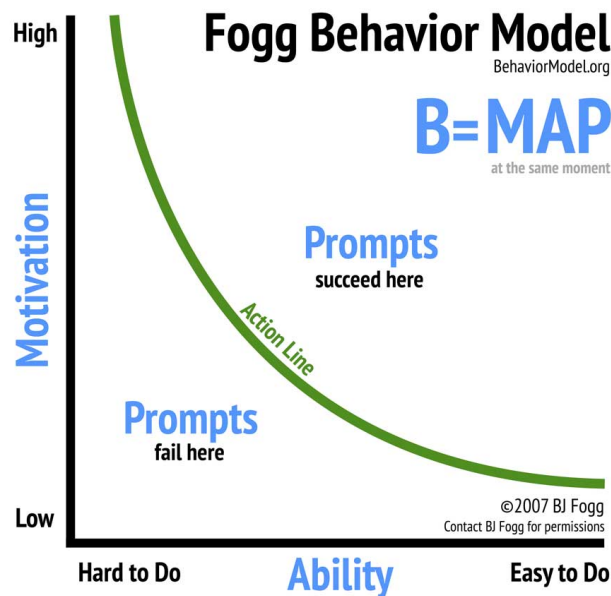 High
Fogg Behavior Model
BehaviorModel.org
B=MAP
at the same moment
Motivation
Prompts
succeed here
Action Line
Prompts
fail here
©2007 BJ Fogg
Contact BJ Fogg for permissions
Low
Hard to Do
Ability
Easy to Do